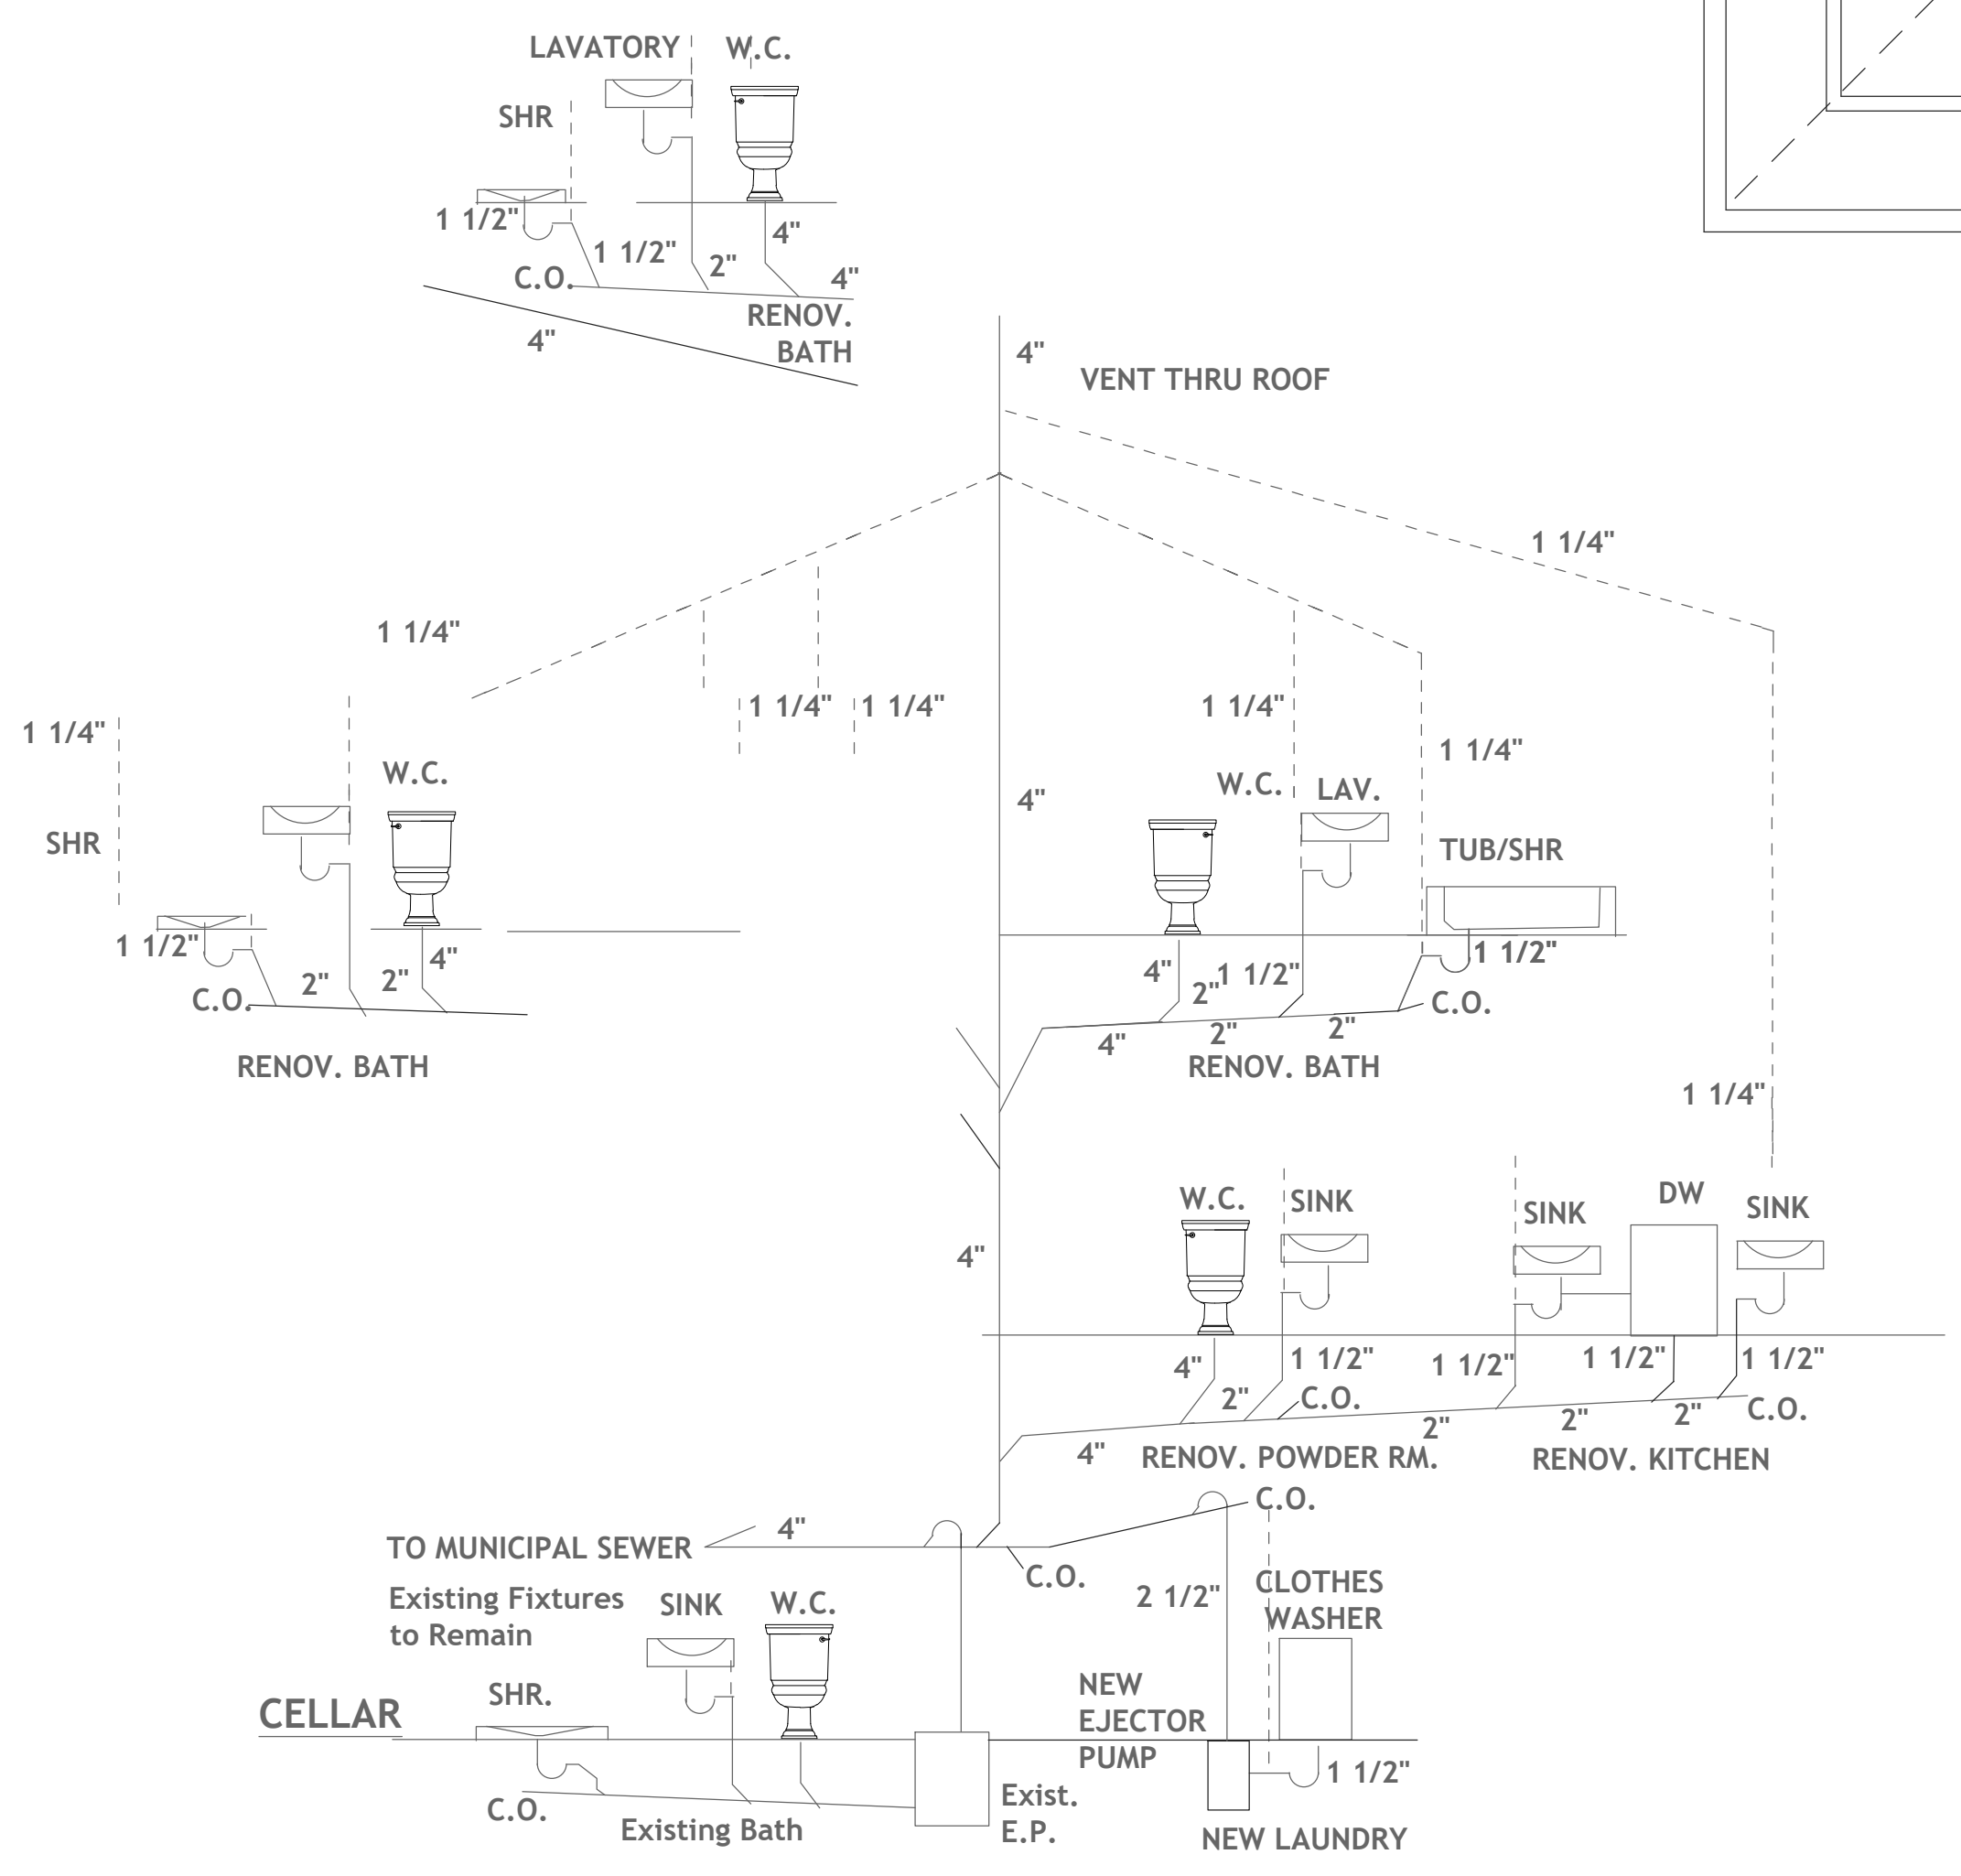 LAVATORY
W.C.
SHR
1 1/2"
1 1/2"
2"
4"
C.O.
4"
RENOV.
BATH
4"
4"
VENT THRU ROOF
1 1/4"
1 1/4"
1 1/4"
1 1/4"
1 1/4"
1 1/4"
1 1/4"
W.C.
W.C.
LAV.
4"
SHR
TUB/SHR
1 1/2"
4"
2"
2"
C.O.
4"
2"
1 1/2"
1 1/2"
C.O.
4"
2"
2"
RENOV. BATH
RENOV. BATH
1 1/4"
W.C.
SINK
SINK
DW
SINK
4"
4"
1 1/2"
1 1/2"
1 1/2"
1 1/2"
2"
C.O.
2"
2"
2"
C.O.
4"
RENOV. POWDER RM.
RENOV. KITCHEN
C.O.
4"
TO MUNICIPAL SEWER
C.O.
2 1/2"
CLOTHES
WASHER
Existing Fixtures
to Remain
SINK
W.C.
SHR.
CELLAR
NEW
EJECTOR
PUMP
1 1/2"
C.O.
Existing Bath
Exist.
E.P.
NEW LAUNDRY